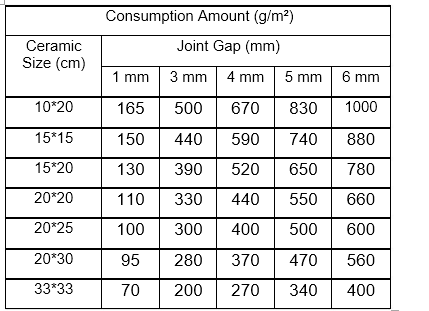 Consumption Amount (g/m²)
Ceramic Size (cm) Joint Gap (mm)
1 mm 3 mm 4 mm 5 mm 6 mm
10*20 165 500 670 830 1000
15*15 150 440 590 740 880
15*20 130 390 520 650 780
20*20 110 330 440 550 660
20*25 100 300 400 500 600
20*30 95 280 370 470 560
33*33 70 200 270 340 400